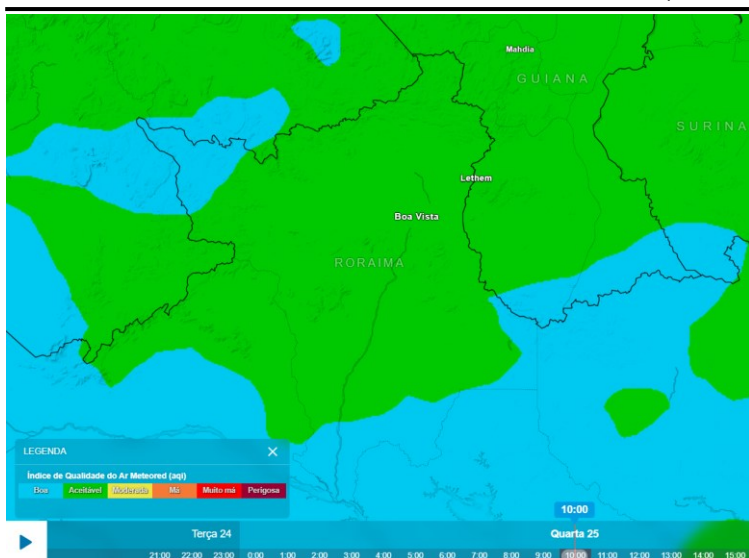 Mahdia
GUIANA
SURINA
Lethem
Boa Vista
RORAIMA
LEGENDA
Índice de Qualidade do Ar Meteored (aqi)
Boa Aceitável Moderada Má Muito má Perigosa
10:00
Terça 24 Quarta 25
21:00 22:00 23:00 0:00 1:00 2:00 3:00 4:00 5:00 6:00 7:00 8:00 9:00 10:00 11:00 12:00 13:00 14:00 15:00